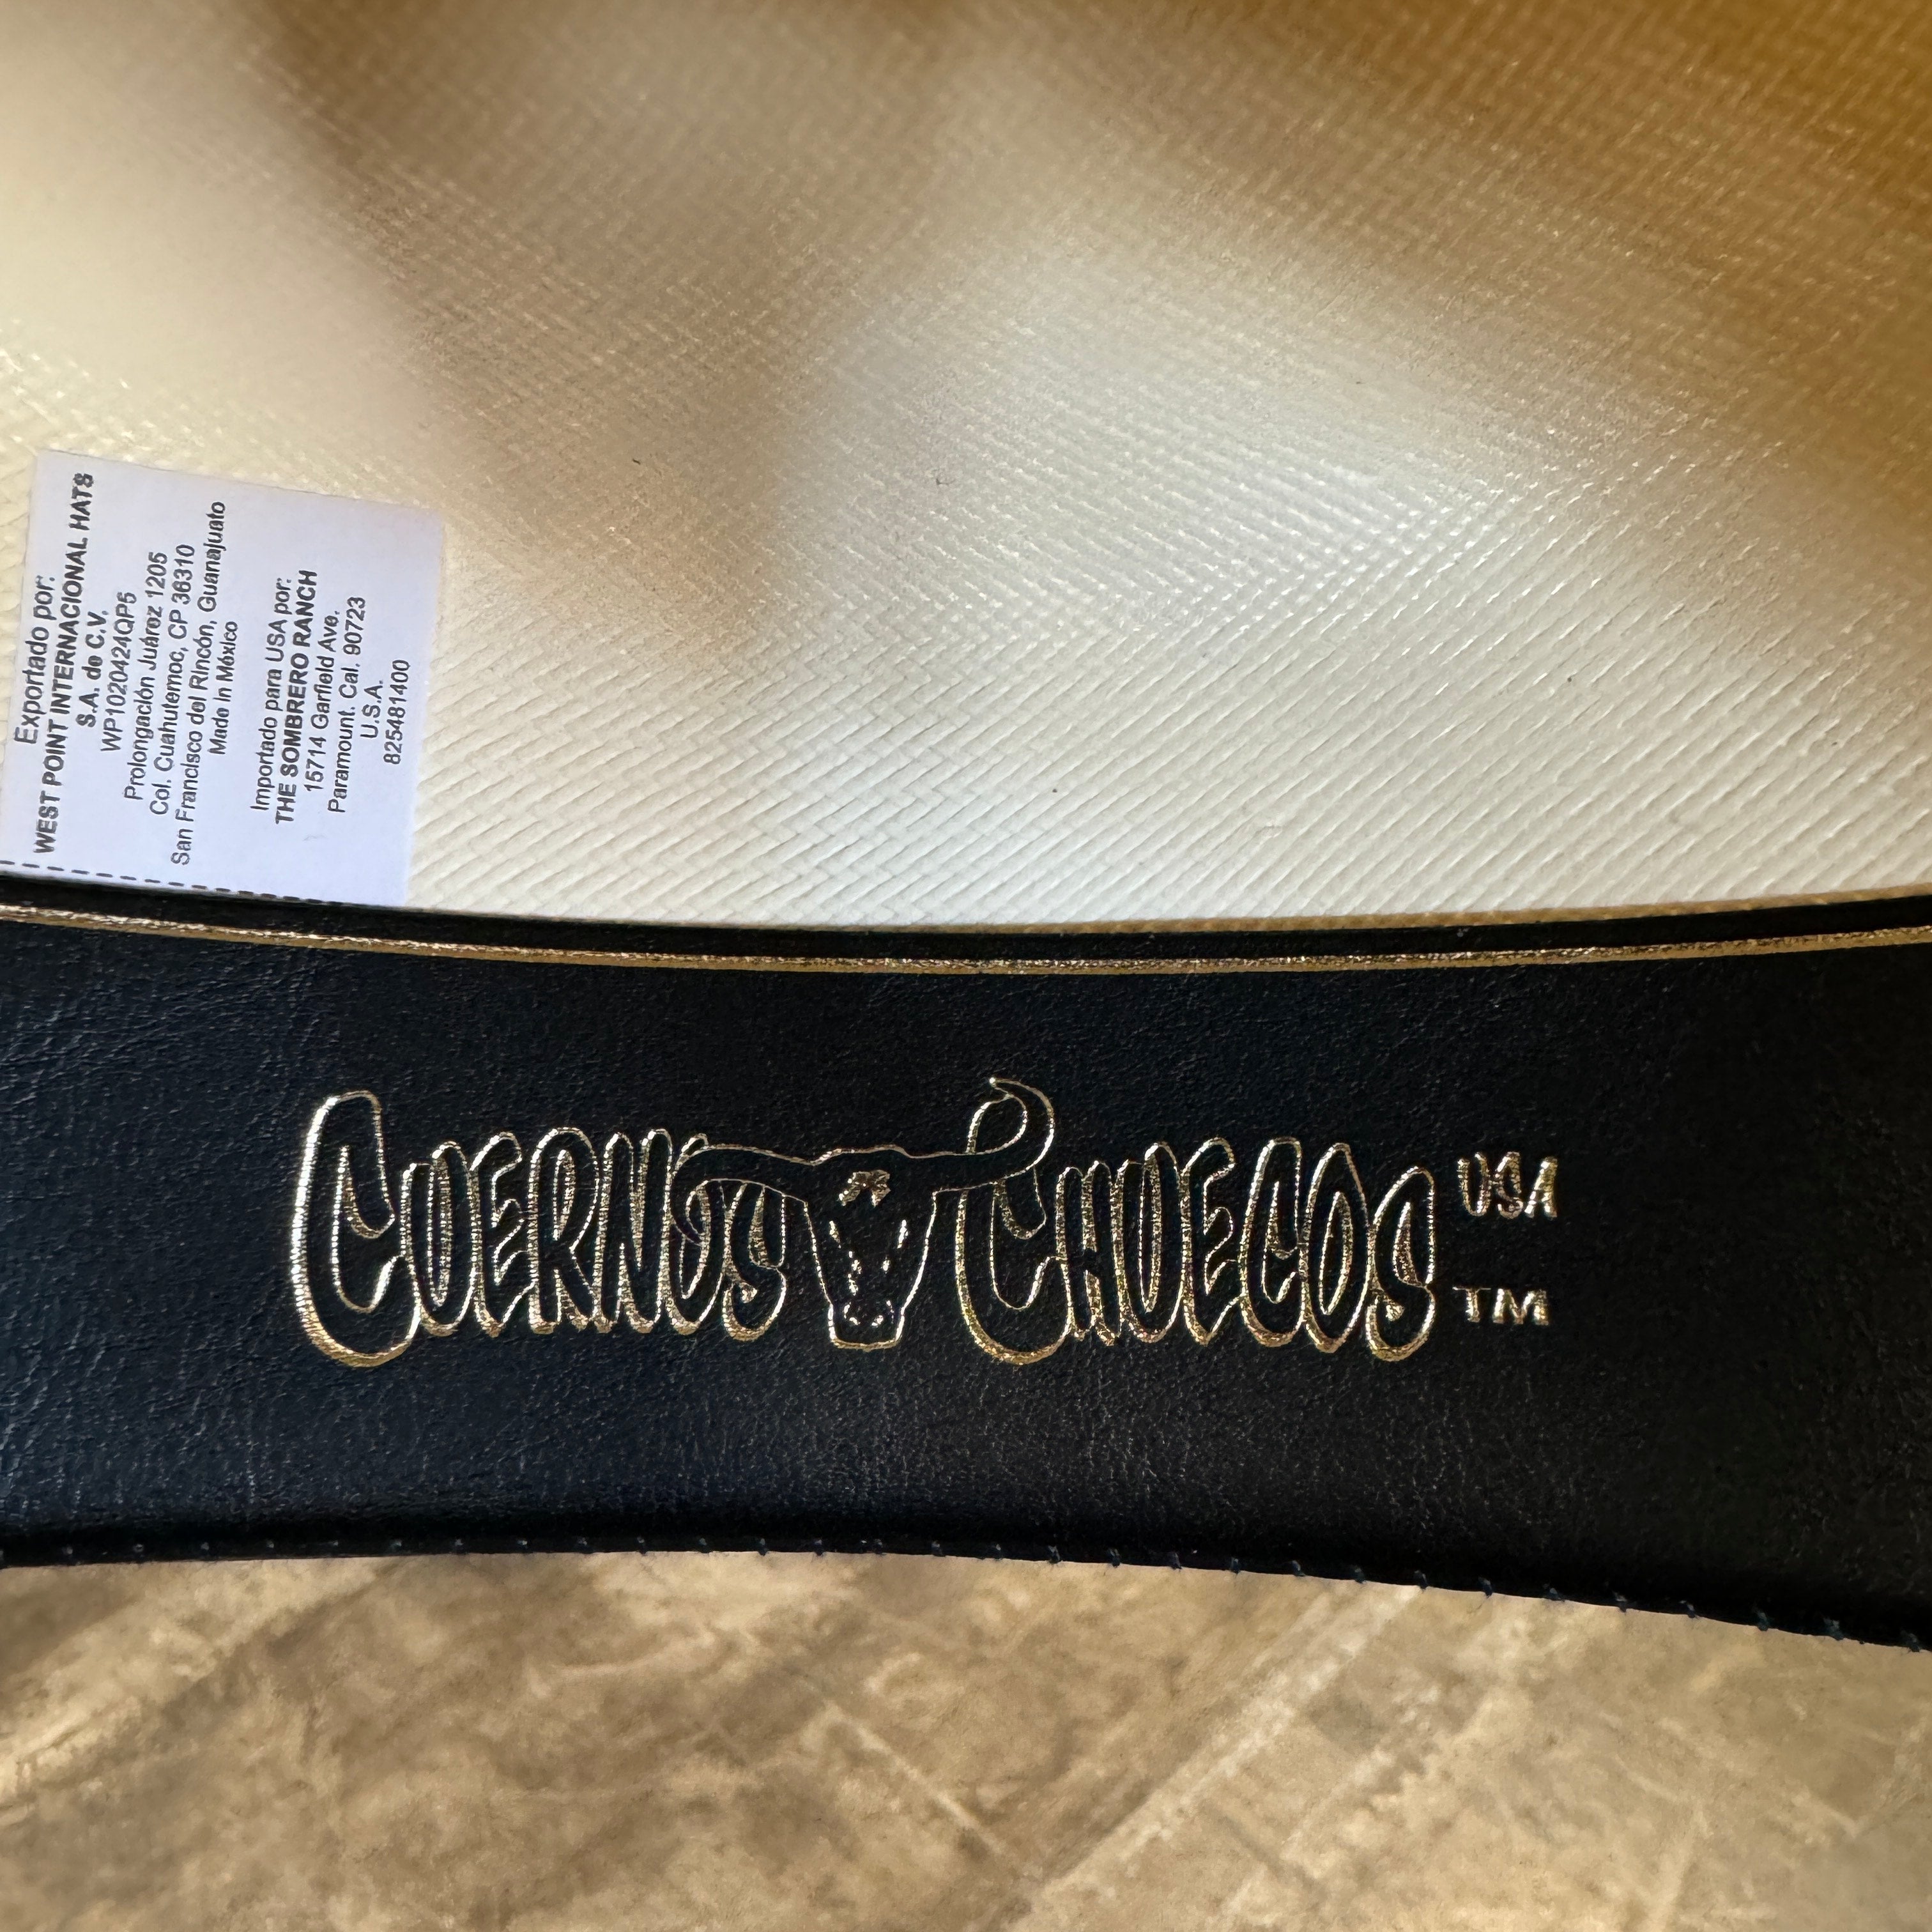 Exportado por:
WEST POINT INTERNACIONAL HATS
S.A. de C.V.
WP1020424QP5
Prolongación Juárez 1205
Col. Cuahutemoc, CP 36310
San Francisco del Rincón, Guanajuato
Made In México
Importado para USA por:
THE SOMBRERO RANCH
15714 Garfield Ave.
Paramount. Cal. 90723
U.S.A.
825481400
CUERNOS CHUECOS USA
TM